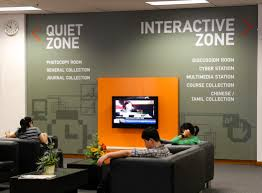 QUIET
ZONE
PHOTOCOPY ROOM
GENERAL COLLECTION
JOURNAL COLLECTION
INTERACTIVE
ZONE
DISCUSSION ROOM
CYBER STATION
MULTIMEDIA STATION
COURSE COLLECTION
CHINESE /
TAMIL COLLECTION